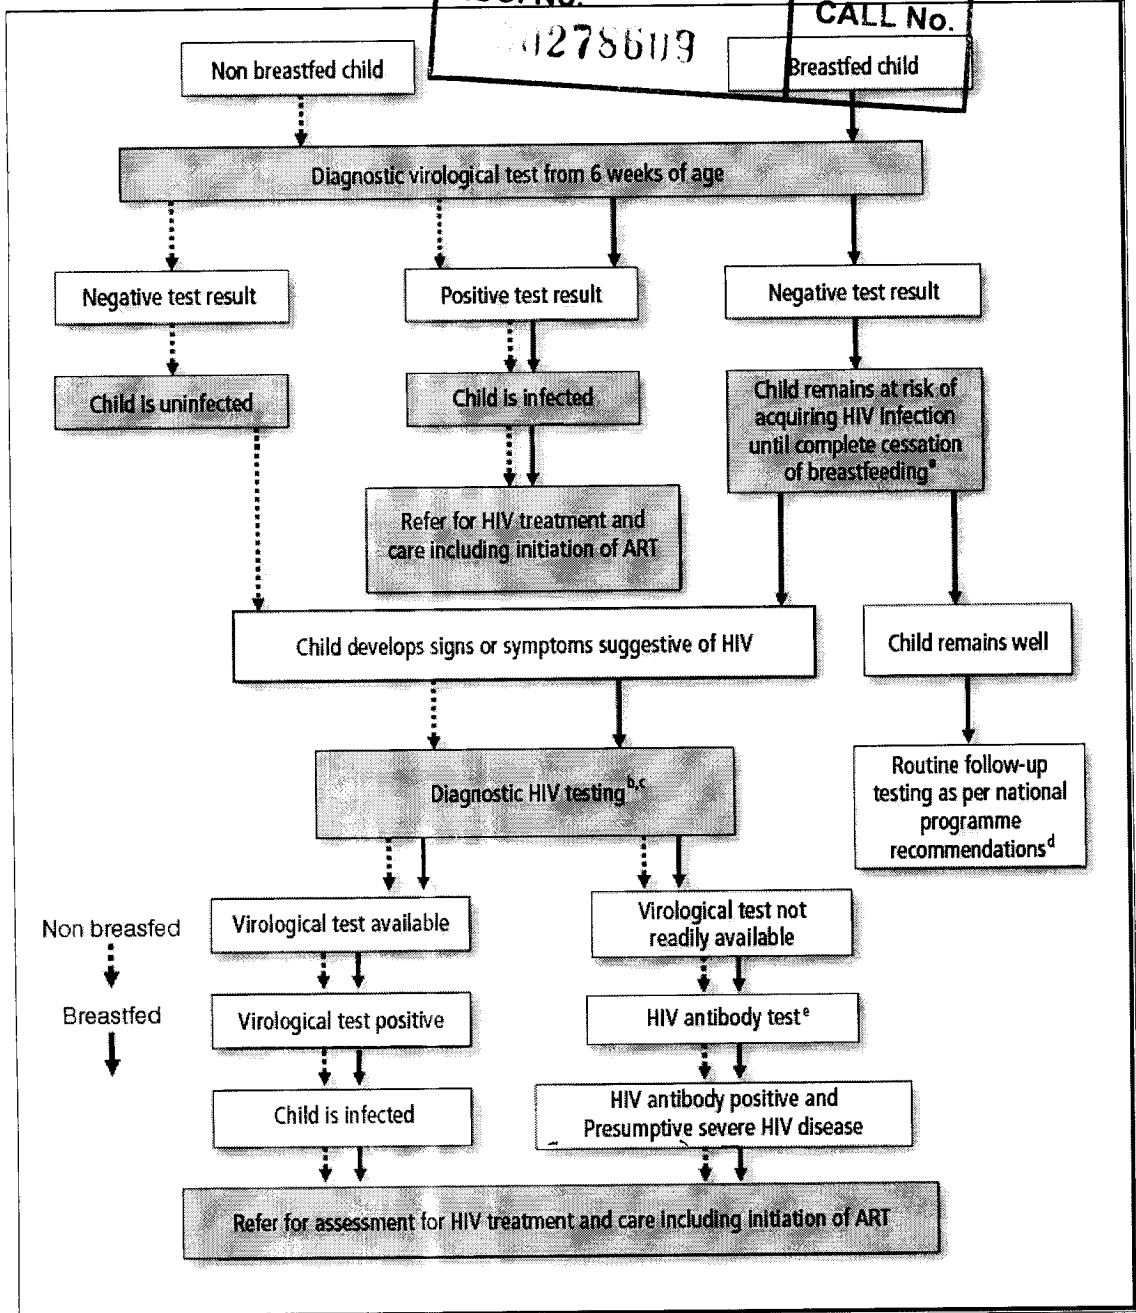 No.
CALL No.
Non breastfed child
Breastfed child
Diagnostic virological test from 6 weeks of age
Negative test result
Positive test result
Negative test result
Child is uninfected
Child is infected
Child remains at risk of
acquiring HIV infection
until complete cessation
of breastfeeding
Refer for HIV treatment and
care including initiation of ART
Child develops signs or symptoms suggestive of HIV
Child remains well
Diagnostic HIV testing b,c
Routine follow-up
testing as per national
programme
recommendations d
Virological test available
Virological test not
readily available
Non breasfed
Breastfed
Virological test positive
HIV antibody test e
Child is infected
HIV antibody positive and
Presumptive severe HIV disease
Refer for assessment for HIV treatment and care including initiation of ART